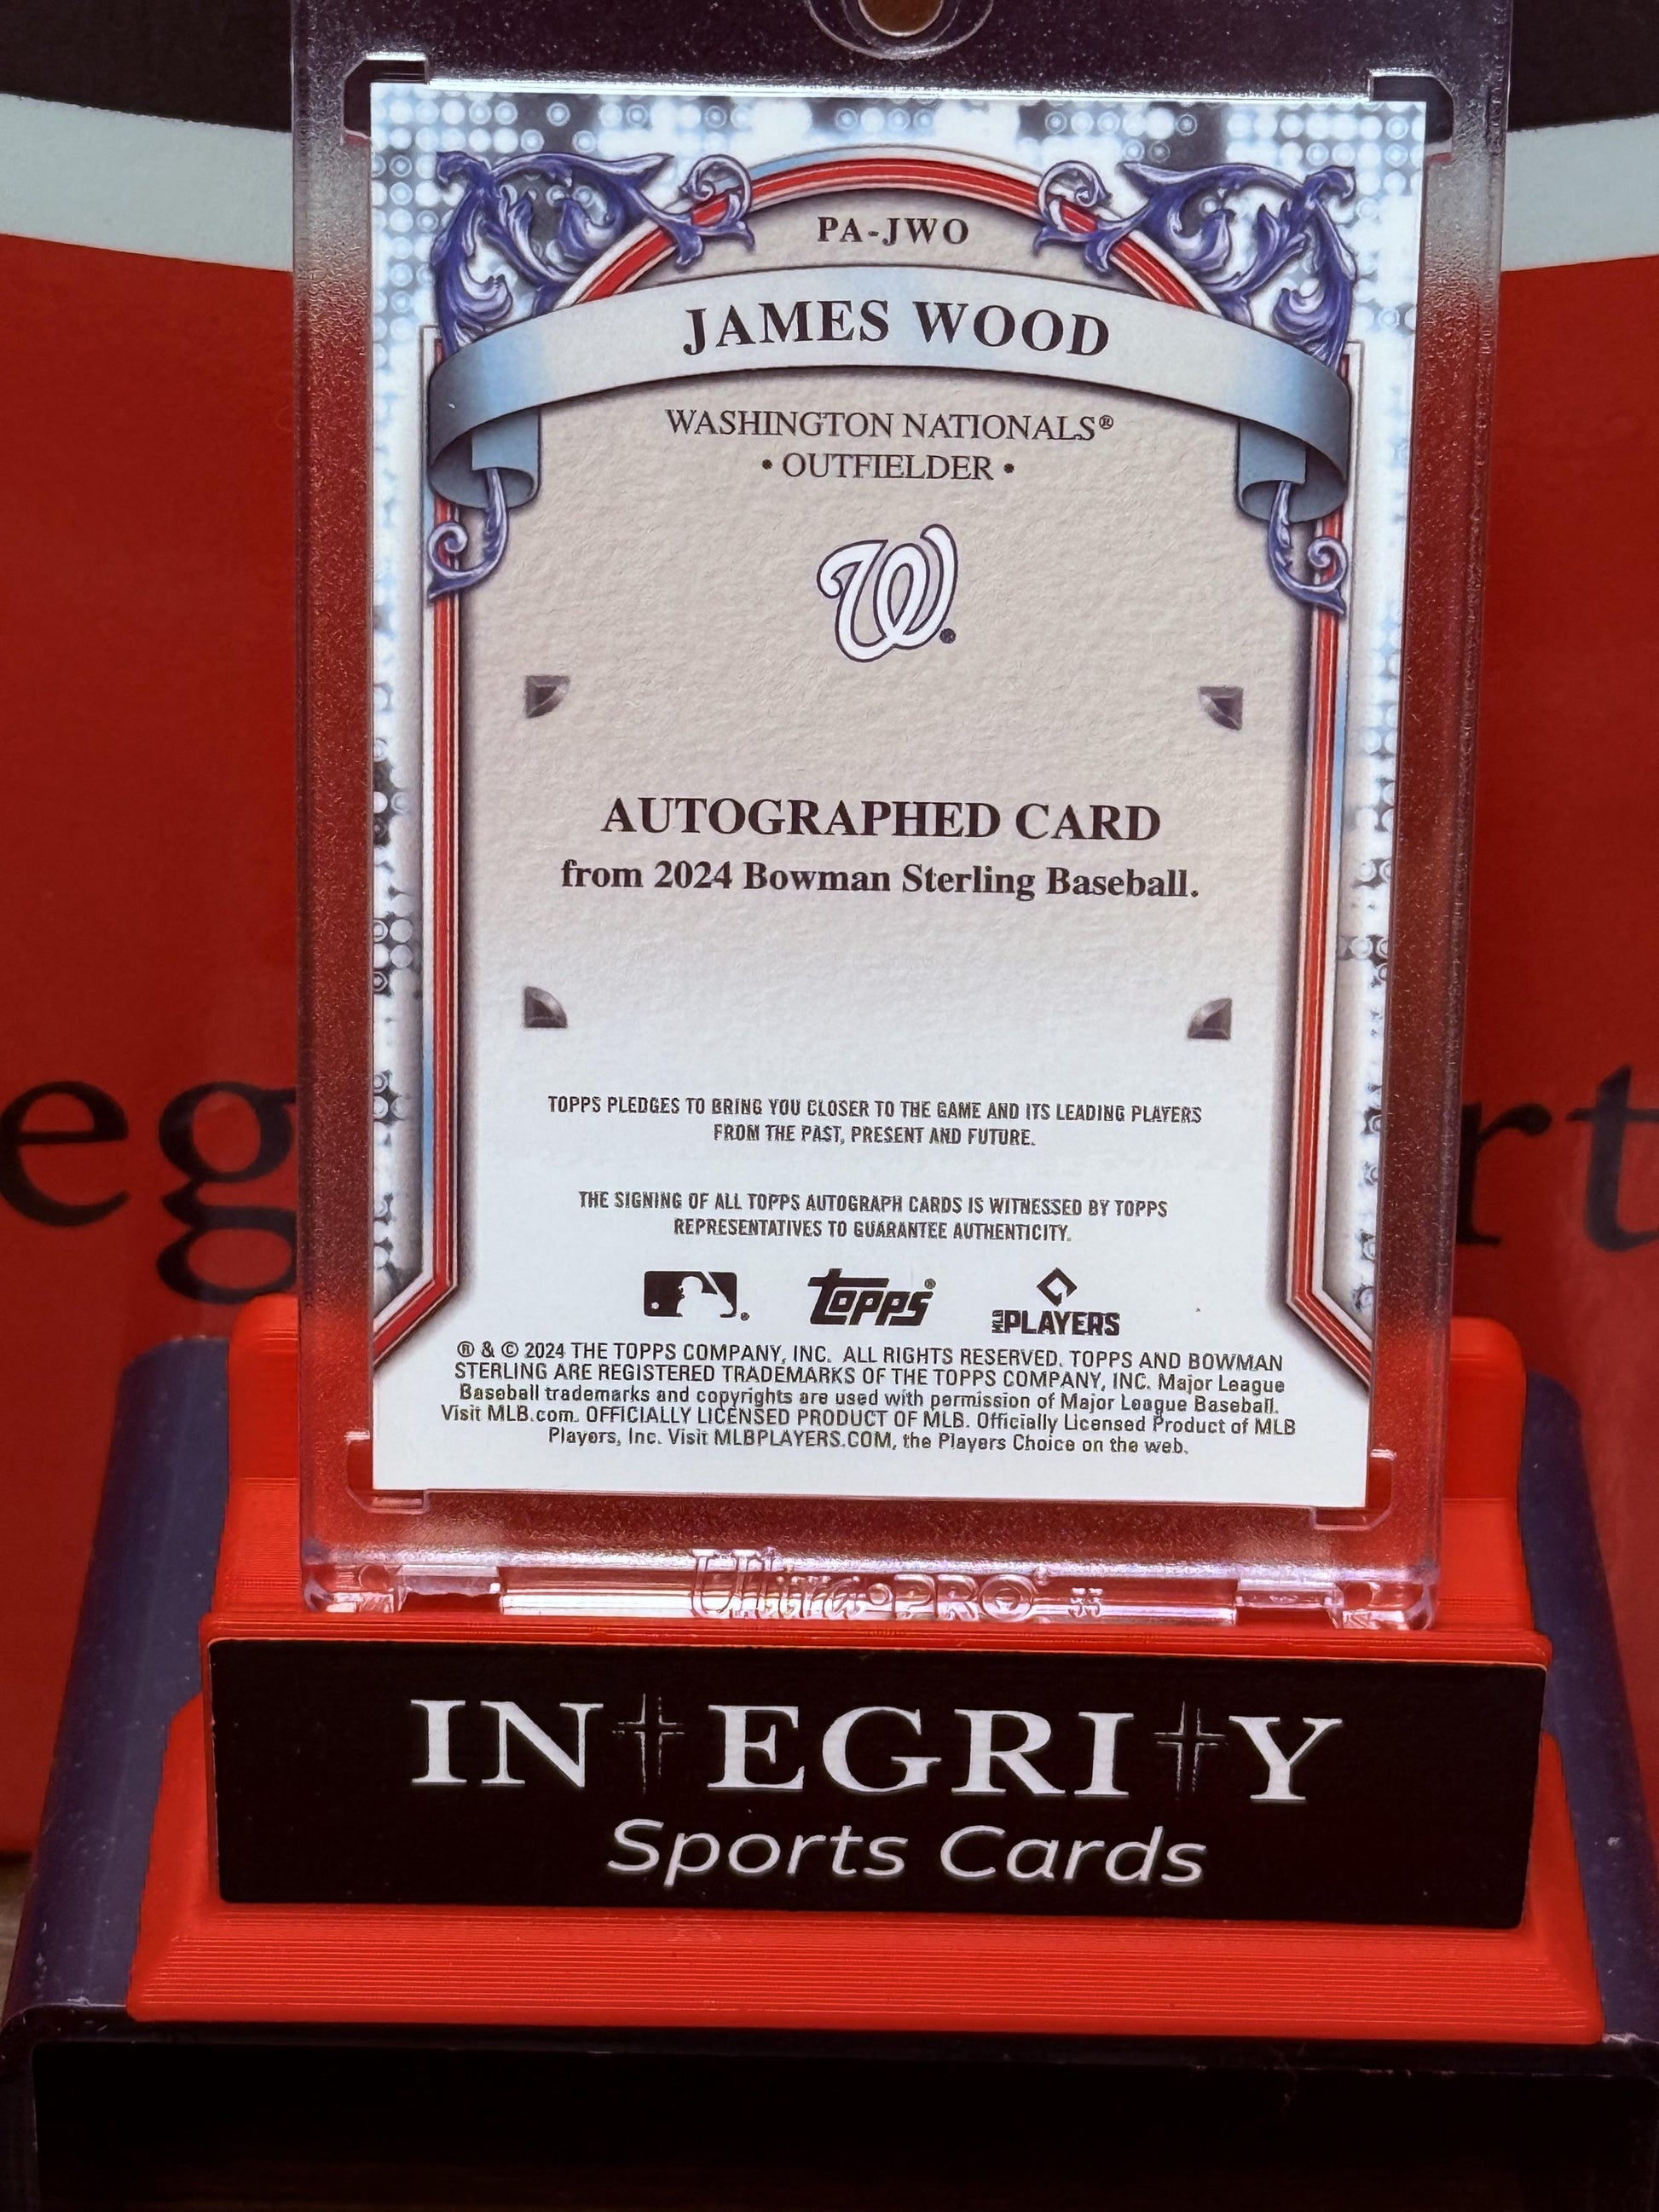 PA-JWO
JAMES WOOD
WASHINGTON NATIONALS®
• OUTFIELDER •
W®
AUTOGRAPHED CARD
from 2024 Bowman Sterling Baseball.
TOPPS PLEDGES TO BRING YOU CLOSER TO THE GAME AND ITS LEADING PLAYERS
FROM THE PAST, PRESENT AND FUTURE.
THE SIGNING OF ALL TOPPS AUTOGRAPH CARDS IS WITNESSED BY TOPPS
REPRESENTATIVES TO GUARANTEE AUTHENTICITY.
Topps® MLB PLAYERS
® & © 2024 THE TOPPS COMPANY, INC. ALL RIGHTS RESERVED. TOPPS AND BOWMAN
STERLING ARE REGISTERED TRADEMARKS OF THE TOPPS COMPANY, INC. Major League
Baseball trademarks and copyrights are used with permission of Major League Baseball.
Visit MLB.com. OFFICIALLY LICENSED PRODUCT OF MLB. Officially Licensed Product of MLB
Players, Inc. Visit MLBPLAYERS.COM, the Players Choice on the web.
eg
rt
Ultra•PRO
INTEGRITY
Sports Cards